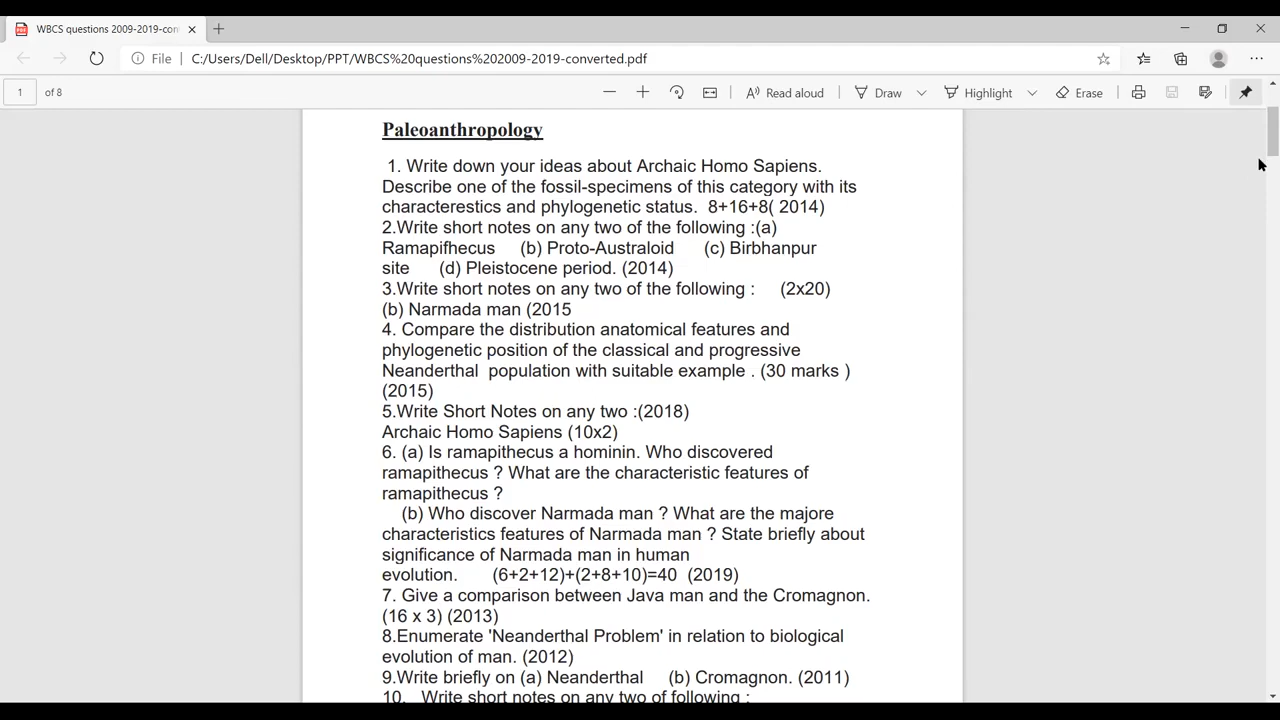 WBCS questions 2009-2019-con
File
C:/Users/Dell/Desktop/PPT/WBCS%20questions%202009-2019-converted.pdf
1 of 8
Read aloud Draw Highlight Erase
Paleoanthropology
1. Write down your ideas about Archaic Homo Sapiens.
Describe one of the fossil-specimens of this category with its
characterestics and phylogenetic status. 8+16+8( 2014)
2.Write short notes on any two of the following :(a)
Ramapifhecus (b) Proto-Australoid (c) Birbhanpur
site (d) Pleistocene period. (2014)
3.Write short notes on any two of the following : (2x20)
(b) Narmada man (2015
4. Compare the distribution anatomical features and
phylogenetic position of the classical and progressive
Neanderthal population with suitable example . (30 marks )
(2015)
5.Write Short Notes on any two :(2018)
Archaic Homo Sapiens (10x2)
6. (a) Is ramapithecus a hominin. Who discovered
ramapithecus ? What are the characteristic features of
ramapithecus ?
(b) Who discover Narmada man ? What are the majore
characteristics features of Narmada man ? State briefly about
significance of Narmada man in human
evolution. (6+2+12)+(2+8+10)=40 (2019)
7. Give a comparison between Java man and the Cromagnon.
(16 x 3) (2013)
8.Enumerate 'Neanderthal Problem' in relation to biological
evolution of man. (2012)
9.Write briefly on (a) Neanderthal (b) Cromagnon. (2011)
10. Write short notes on any two of following :